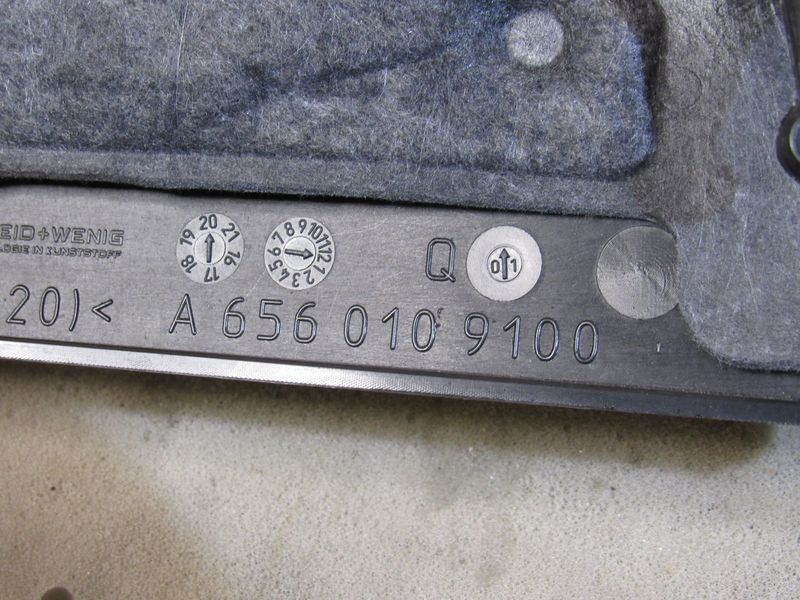 EID+WENIG
LOGIE IN KUNSTSTOFF
16 17 18 19 20 21
1 2 3 4 5 6 7 8 9 10 11 12
Q
0 1
20)< A 656 010 9100